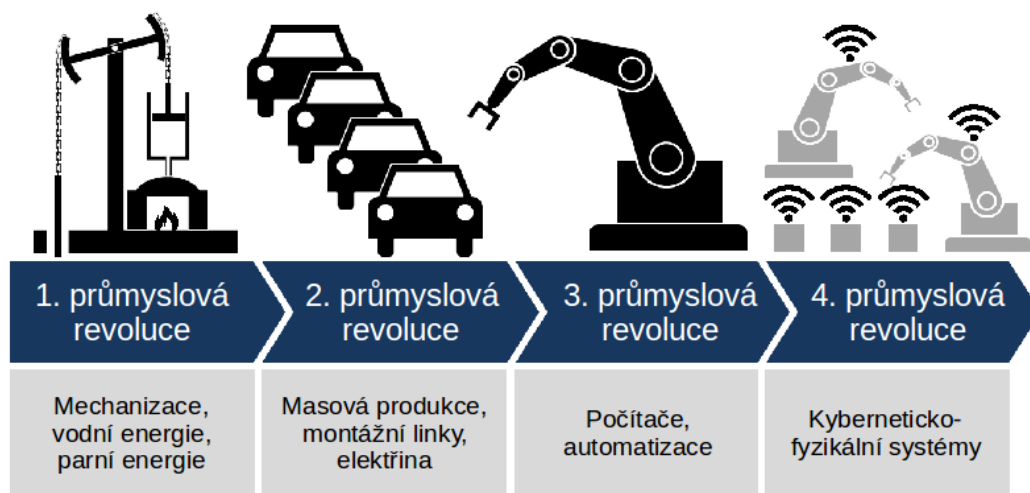 1. průmyslová
revoluce
2. průmyslová
revoluce
3. průmyslová
revoluce
4. průmyslová
revoluce
Mechanizace,
vodní energie,
parní energie
Masová produkce,
montážní linky,
elektřina
Počítače,
automatizace
Kyberneticko-
fyzikální systémy